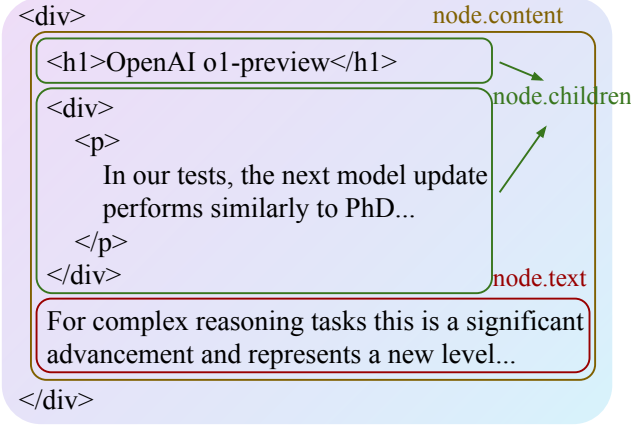 <div>
node.content
<h1>OpenAI o1-preview</h1>
node.children
<div>
<p>
In our tests, the next model update
performs similarly to PhD...
</p>
</div>
node.text
For complex reasoning tasks this is a significant
advancement and represents a new level...
</div>